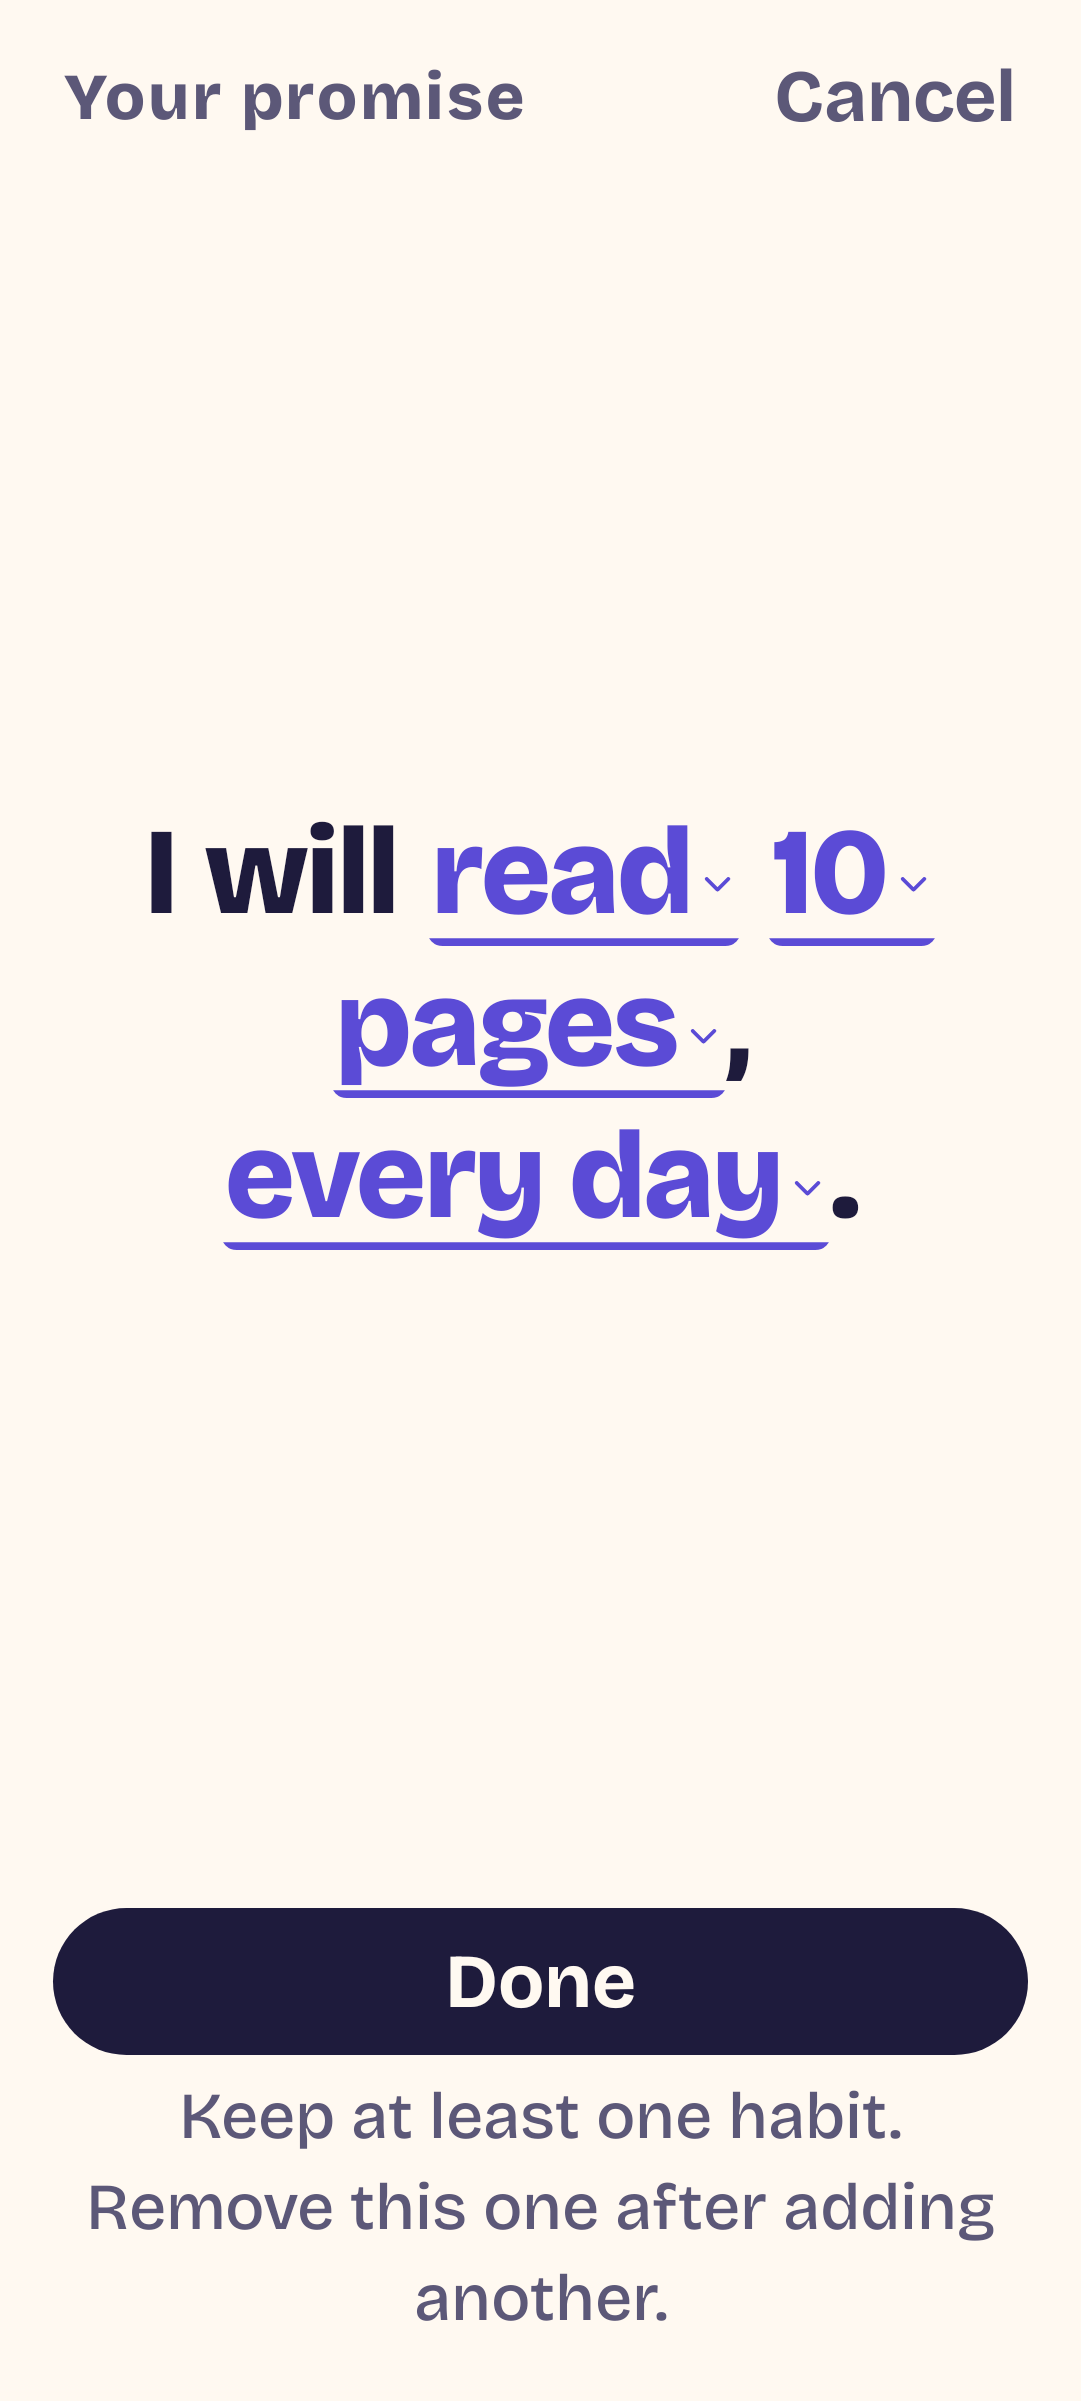 Your promise
Cancel
I will read 10
pages,
every day.
Done
Keep at least one habit.
Remove this one after adding
another.